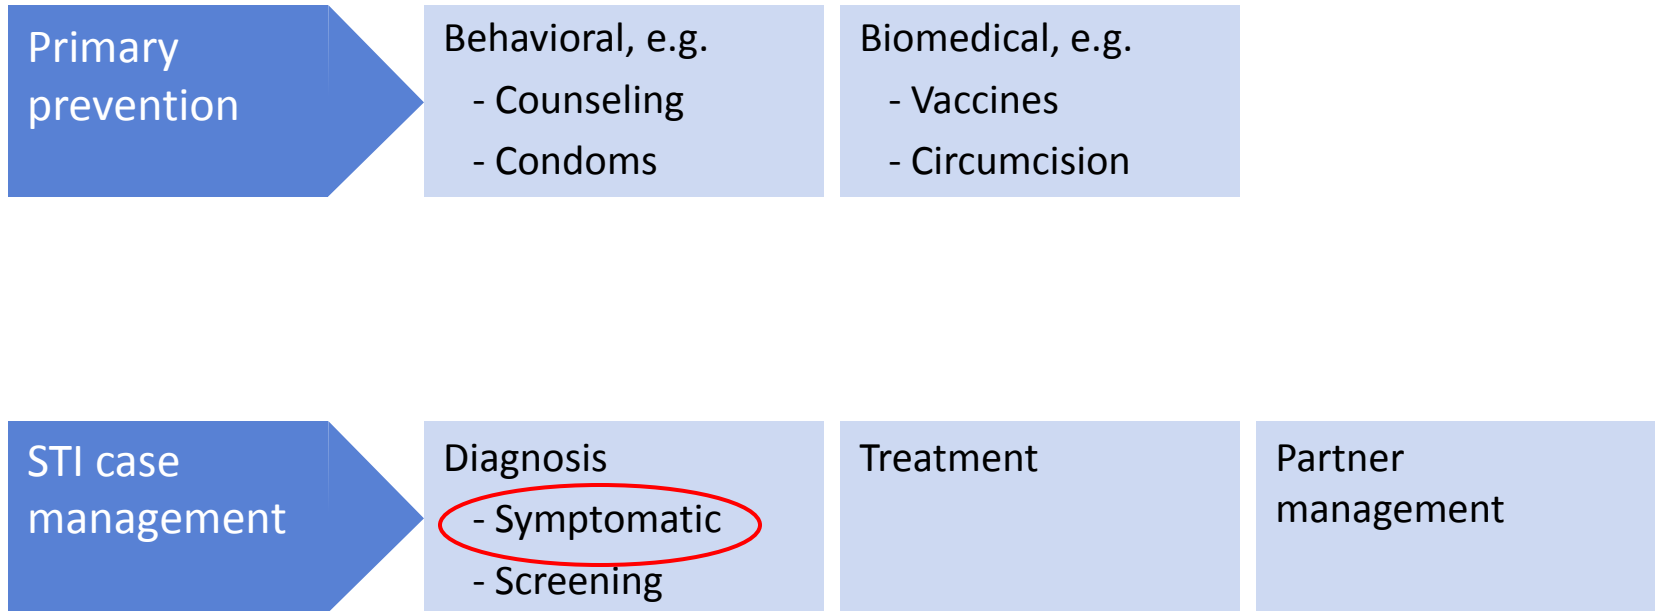 Primary
prevention
Behavioral, e.g.
- Counseling
- Condoms
Biomedical, e.g.
- Vaccines
- Circumcision
STI case
management
Diagnosis
- Symptomatic
- Screening
Treatment
Partner
management